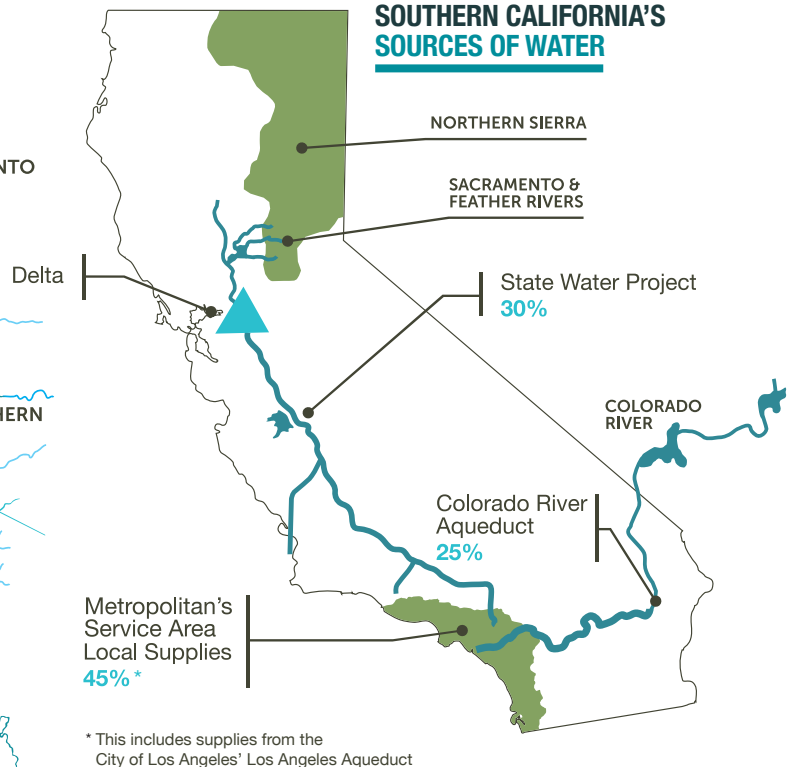 SOUTHERN CALIFORNIA'S
SOURCES OF WATER
NORTHERN SIERRA
NTO
SACRAMENTO &
FEATHER RIVERS
Delta
State Water Project
30%
HERN
COLORADO
RIVER
Colorado River
Aqueduct
25%
Metropolitan's
Service Area
Local Supplies
45% *
* This includes supplies from the
City of Los Angeles' Los Angeles Aqueduct